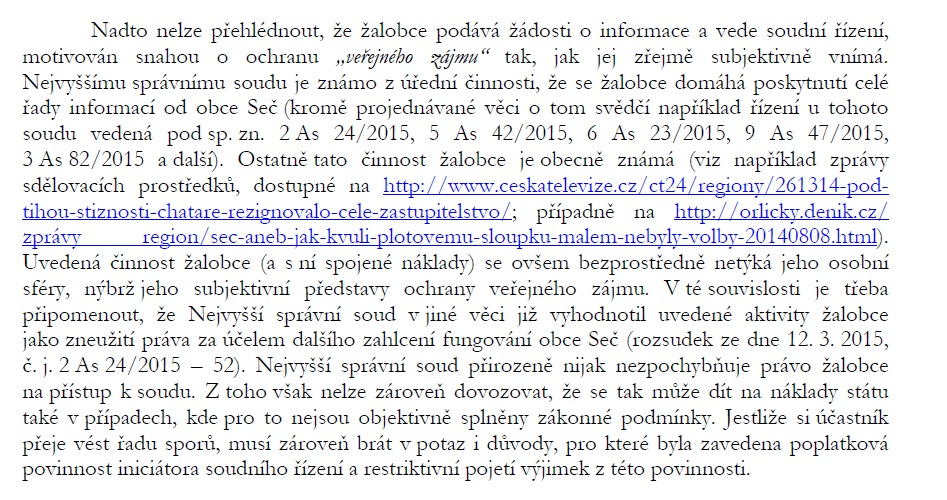 Nadto nelze přehlédnout, že žalobce podává žádosti o informace a vede soudní řízení,
motivován snahou o ochranu „veřejného zájmu“ tak, jak jej zřejmě subjektivně vnímá.
Nejvyššímu správnímu soudu je známo z úřední činnosti, že se žalobce domáhá poskytnutí celé
řady informací od obce Seč (kromě projednávané věci o tom svědčí například řízení u tohoto
soudu vedená pod sp. zn. 2 As 24/2015, 5 As 42/2015, 6 As 23/2015, 9 As 47/2015,
3 As 82/2015 a další). Ostatně tato činnost žalobce je obecně známá (viz například zprávy
sdělovacích prostředků, dostupné na http://www.ceskatelevize.cz/ct24/regiony/261314-pod-
tihou-stiznosti-chatare-rezignovalo-cele-zastupitelstvo/; případně na http://orlicky.denik.cz/
zprávy region/sec-aneb-jak-kvuli-plotovemu-sloupku-malem-nebyly-volby-20140808.html).
Uvedená činnost žalobce (a s ní spojené náklady) se ovšem bezprostředně netýká jeho osobní
sféry, nýbrž jeho subjektivní představy ochrany veřejného zájmu. V té souvislosti je třeba
připomenout, že Nejvyšší správní soud v jiné věci již vyhodnotil uvedené aktivity žalobce
jako zneužití práva za účelem dalšího zahlcení fungování obce Seč (rozsudek ze dne 12. 3. 2015,
č. j. 2 As 24/2015 – 52). Nejvyšší správní soud přirozeně nijak nezpochybňuje právo žalobce
na přístup k soudu. Z toho však nelze zároveň dovozovat, že se tak může dít na náklady státu
také v případech, kde pro to nejsou objektivně splněny zákonné podmínky. Jestliže si účastník
přeje vést řadu sporů, musí zároveň brát v potaz i důvody, pro které byla zavedena poplatková
povinnost iniciátora soudního řízení a restriktivní pojetí výjimek z této povinnosti.